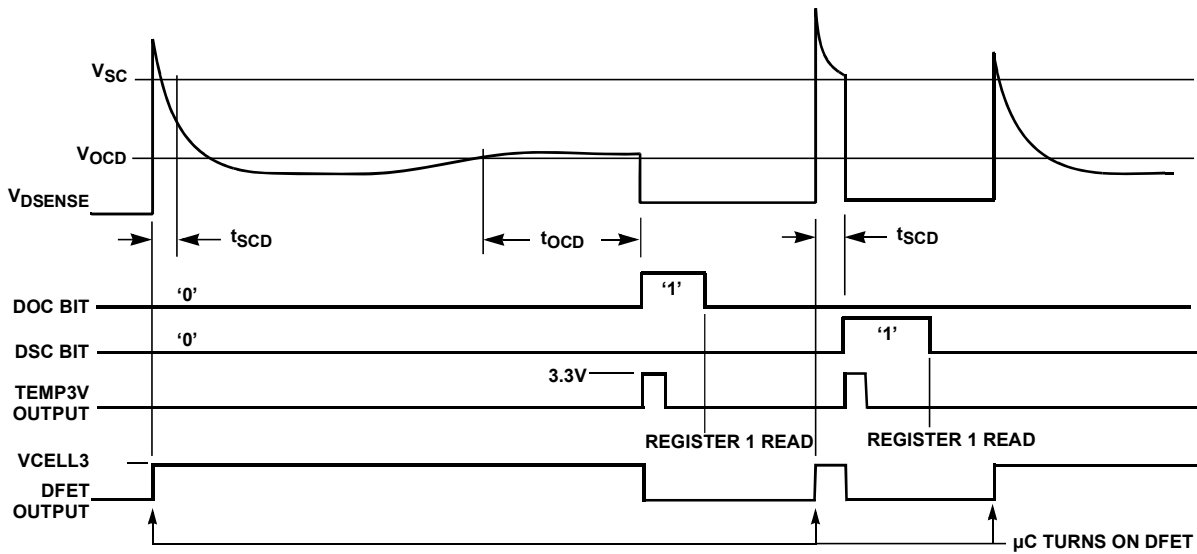 VSC
VOCD
VDSENSE
tSCD
tOCD
tSCD
DOC BIT
‘0’
‘1’
DSC BIT
‘0’
‘1’
3.3V
TEMP3V
OUTPUT
REGISTER 1 READ
REGISTER 1 READ
VCELL3
DFET
OUTPUT
µC TURNS ON DFET